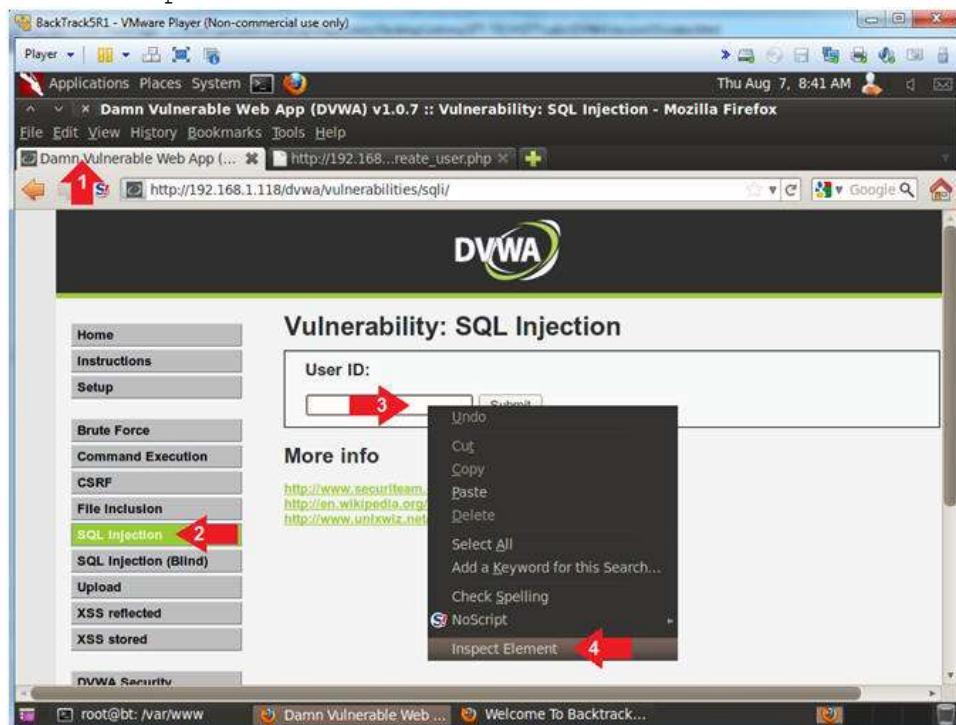 BackTrack5R1 - VMware Player (Non-commercial use only)
Player
Applications Places System
Thu Aug 7, 8:41 AM
Damn Vulnerable Web App (DVWA) v1.0.7 :: Vulnerability: SQL Injection - Mozilla Firefox
File Edit View History Bookmarks Tools Help
Damn Vulnerable Web App (...
http://192.168...reate_user.php
1
http://192.168.1.118/dvwa/vulnerabilities/sqli/
Google
DVWA
Home
Instructions
Setup
Brute Force
Command Execution
CSRF
File Inclusion
SQL Injection
2
SQL Injection (Blind)
Upload
XSS reflected
XSS stored
DVWA Security
Vulnerability: SQL Injection
User ID:
3
Submit
More info
http://www.securiteam.
http://en.wikipedia.org/
http://www.unixwiz.net/
Undo
Cut
Copy
Paste
Delete
Select All
Add a Keyword for this Search...
Check Spelling
NoScript
Inspect Element
4
root@bt: /var/www
Damn Vulnerable Web ...
Welcome To Backtrack...